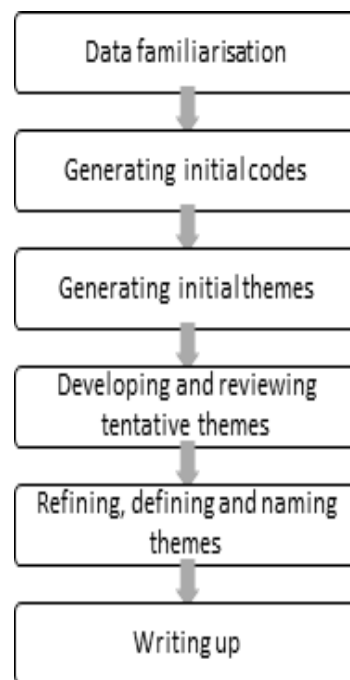 Data familiarisation
Generating initial codes
Generating initial themes
Developing and reviewing
tentative themes
Refining, defining and naming
themes
Writing up